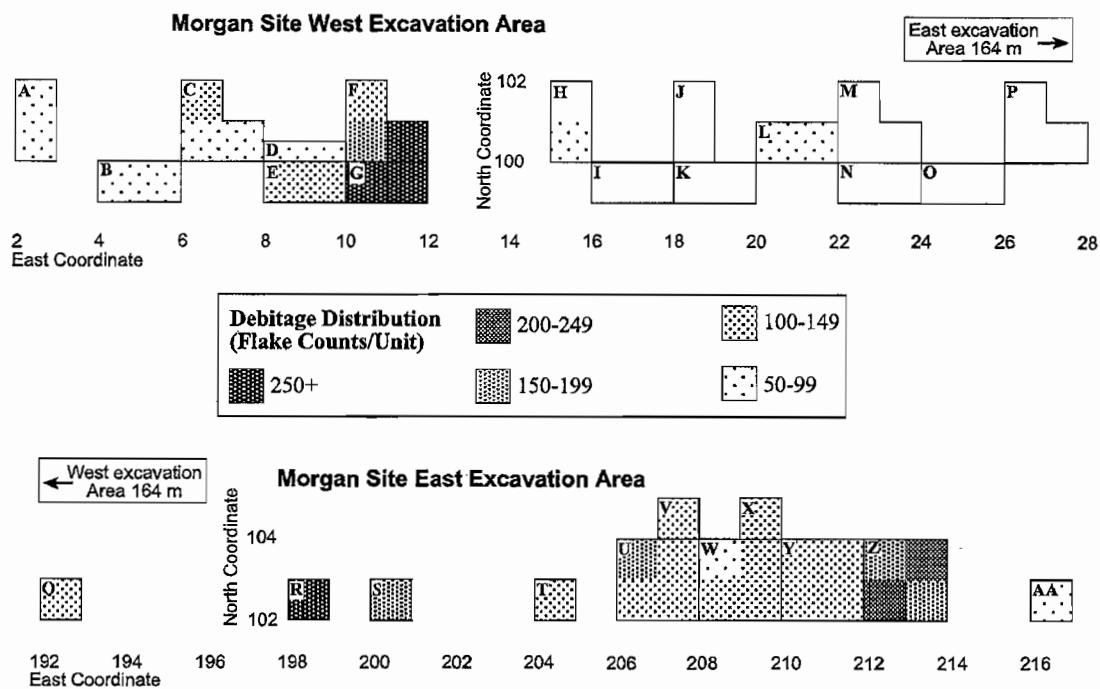 Morgan Site West Excavation Area
East excavation
Area 164 m
North Coordinate
102
100
A
C
F
H
J
M
P
D
L
B
E
G
I
K
N
O
2 4 6 8 10 12 14 16 18 20 22 24 26 28
East Coordinate
Debitage Distribution
(Flake Counts/Unit)
250+
200-249
150-199
100-149
50-99
West excavation
Area 164 m
Morgan Site East Excavation Area
North Coordinate
104
102
V
X
U
W
Y
Z
Q
R
S
T
AA
192 194 196 198 200 202 204 206 208 210 212 214 216
East Coordinate